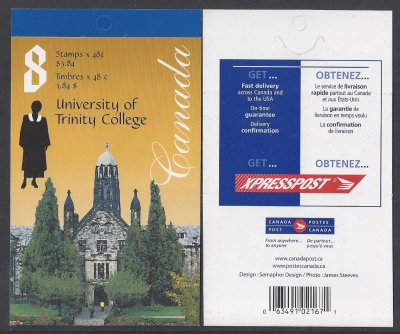 8
Stamps x 48¢
$3.84
Timbres x 48 ¢
3,84 $
University of
Trinity College
Canada
GET...
Fast delivery
across Canada and
to the USA
On-time
guarantee
Delivery
confirmation
OBTENEZ...
Le service de livraison
rapide partout au Canada
et aux États-Unis
La garantie de
livraison en temps voulu
La confirmation
de livraison
GET...
OBTENEZ...
XPRESSPOST
CANADA POSTES
POST CANADA
From anywhere...
to anyone
De partout...
jusqu'à vous
www.canadapost.ca
www.postescanada.ca
Design : Semaphor Design / Photo : James Steeves
0 63491 02167 1